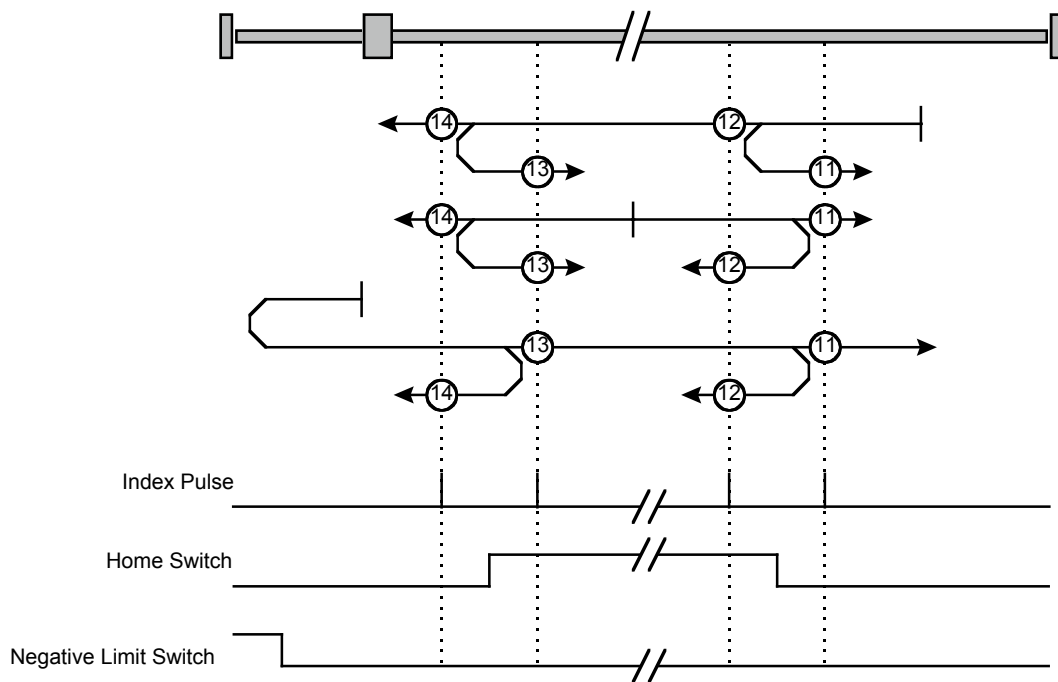 14 12
13 11
14 11
13 12
13 11
14 12
Index Pulse
Home Switch
Negative Limit Switch